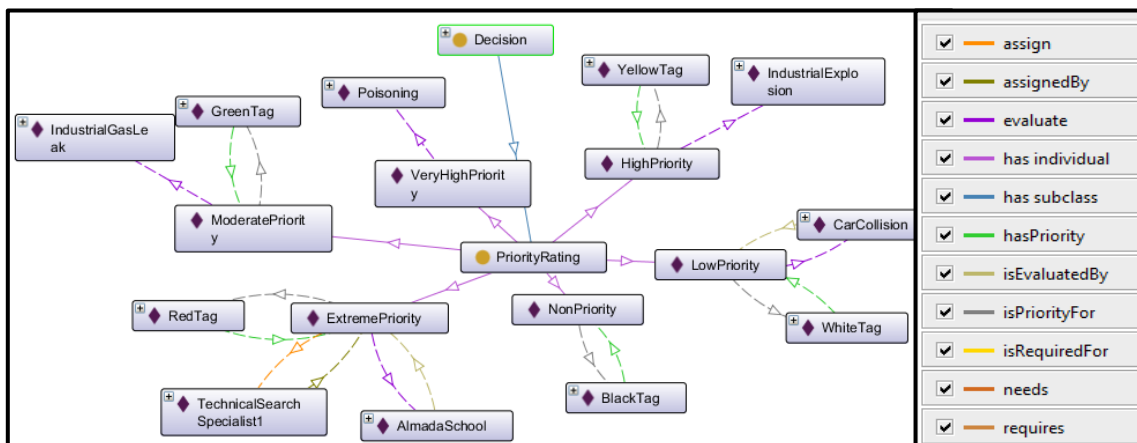 Decision
Poisoning
YellowTag
IndustrialExplo
sion
GreenTag
IndustrialGasLe
ak
HighPriority
VeryHighPriorit
y
ModeratePriorit
y
CarCollision
PriorityRating
LowPriority
RedTag
ExtremePriority
NonPriority
WhiteTag
TechnicalSearch
Specialist1
AlmadaSchool
BlackTag
assign
assignedBy
evaluate
has individual
has subclass
hasPriority
isEvaluatedBy
isPriorityFor
isRequiredFor
needs
requires